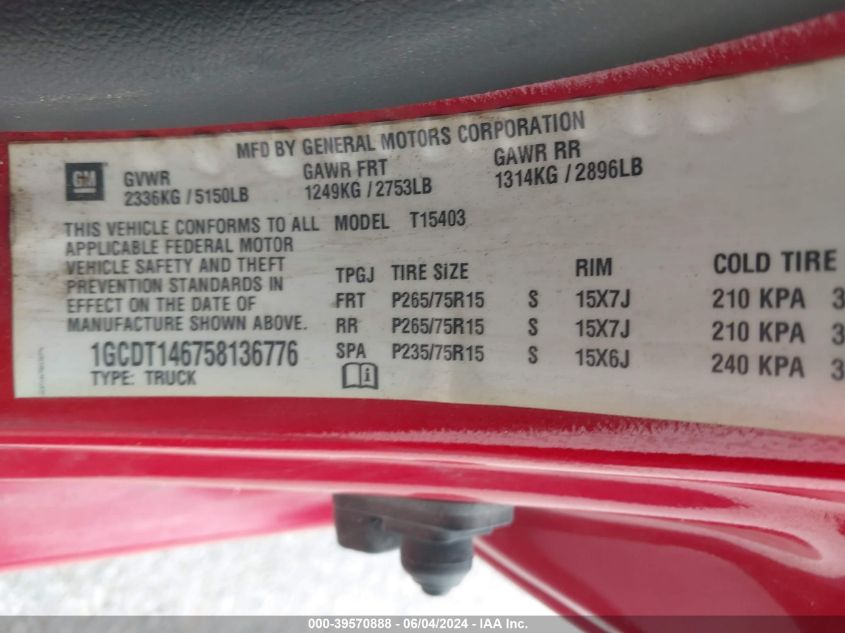 MFD BY GENERAL MOTORS CORPORATION
GM
GVWR GAWR FRT GAWR RR
2336KG / 5150LB 1249KG / 2753LB 1314KG / 2896LB
THIS VEHICLE CONFORMS TO ALL
APPLICABLE FEDERAL MOTOR
VEHICLE SAFETY AND THEFT
PREVENTION STANDARDS IN
EFFECT ON THE DATE OF
MANUFACTURE SHOWN ABOVE.
1GCDT146758136776
TYPE: TRUCK
MODEL T15403
TPGJ TIRE SIZE RIM COLD TIRE
FRT P265/75R15 S 15X7J 210 KPA 3
RR P265/75R15 S 15X7J 210 KPA 3
SPA P235/75R15 S 15X6J 240 KPA 3
i
000-39570888 - 06/04/2024 - IAA Inc.